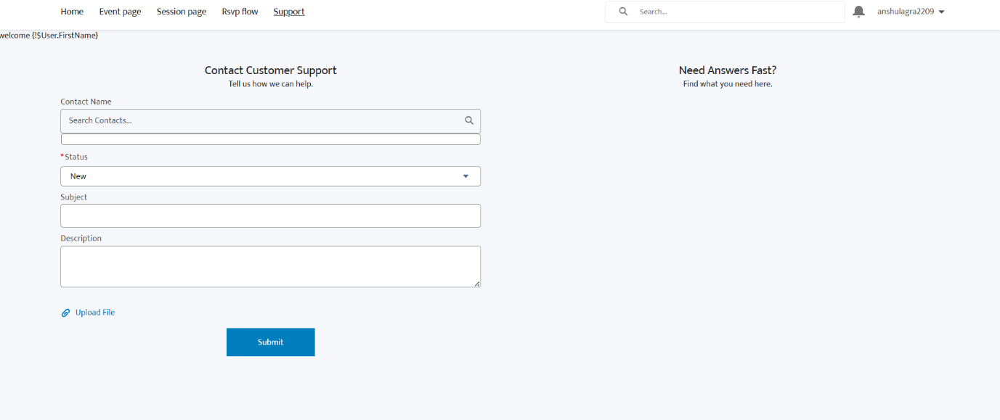 Home Event page Session page Rsvp flow Support Search... anshulagra2209
welcome {!$User.FirstName}
Contact Customer Support
Tell us how we can help.
Need Answers Fast?
Find what you need here.
Contact Name
Search Contacts...
*Status
New
Subject
Description
Upload File
Submit